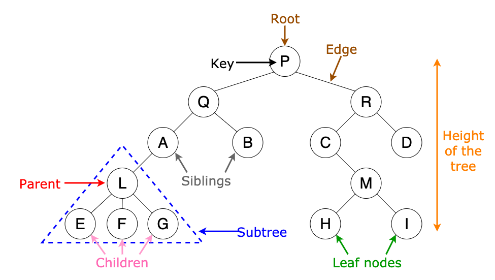 Root
Edge
Key P
Q R
Height
of the
tree
A B C D
Siblings
Parent L M
E F G H I
Subtree
Children Leaf nodes